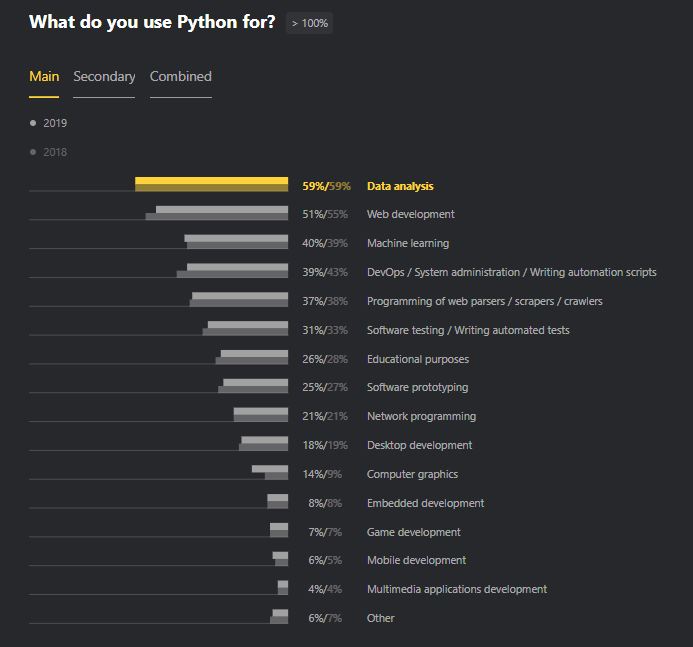 What do you use Python for? > 100%
Main Secondary Combined
2019
2018
59%/59% Data analysis
51%/55% Web development
40%/39% Machine learning
39%/43% DevOps / System administration / Writing automation scripts
37%/38% Programming of web parsers / scrapers / crawlers
31%/33% Software testing / Writing automated tests
26%/28% Educational purposes
25%/27% Software prototyping
21%/21% Network programming
18%/19% Desktop development
14%/9% Computer graphics
8%/8% Embedded development
7%/7% Game development
6%/5% Mobile development
4%/4% Multimedia applications development
6%/7% Other